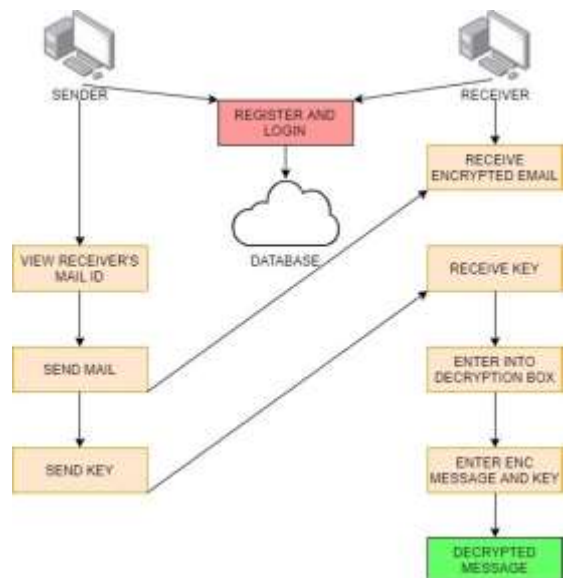 SENDER
RECEIVER
REGISTER AND
LOGIN
RECEIVE
ENCRYPTED EMAIL
DATABASE
VIEW RECEIVER'S
MAIL ID
RECEIVE KEY
SEND MAIL
ENTER INTO
DECRYPTION BOX
SEND KEY
ENTER ENC
MESSAGE AND KEY
DECRYPTED
MESSAGE